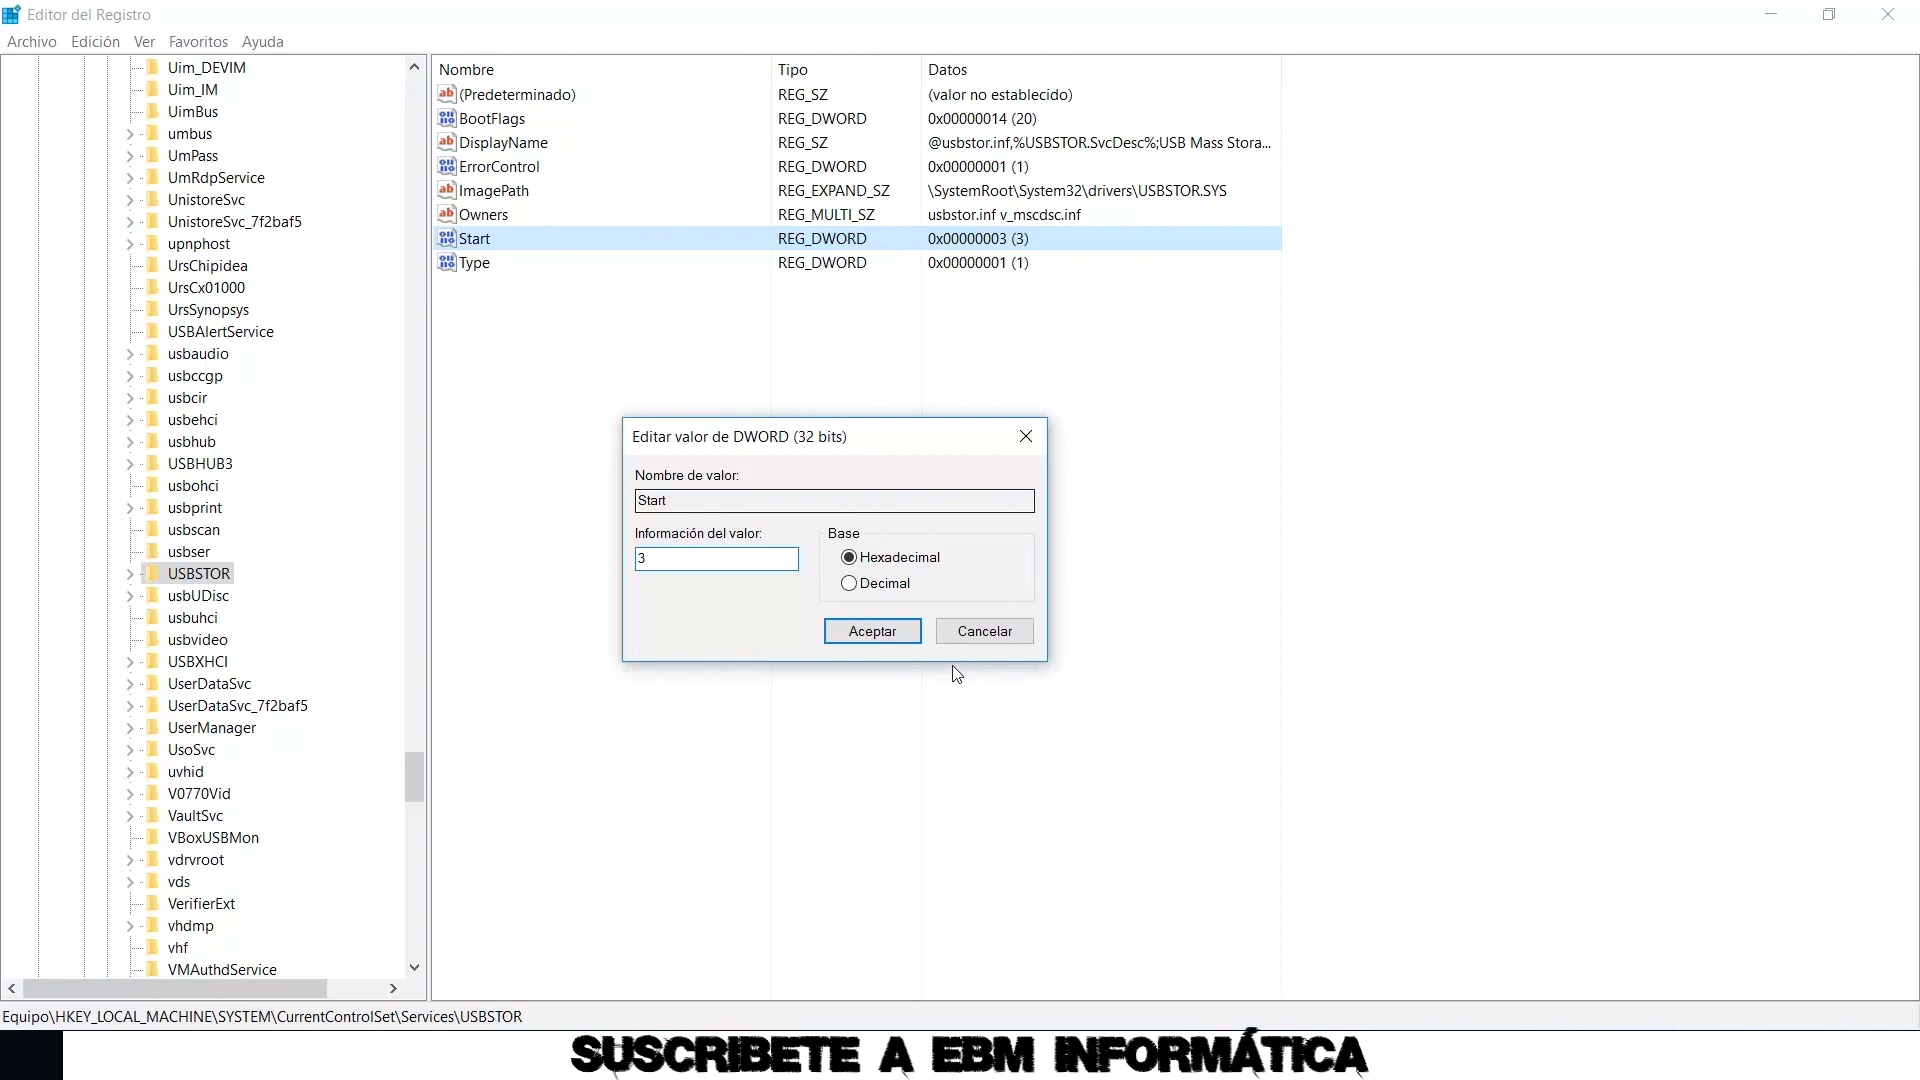 Editor del Registro
Archivo Edición Ver Favoritos Ayuda
Uim_DEVIM
Uim_IM
UimBus
umbus
UmPass
UmRdpService
UnistoreSvc
UnistoreSvc_7f2baf5
upnphost
UrsChipidea
UrsCx01000
UrsSynopsys
USBAlertService
usbaudio
usbccgp
usbcir
usbehci
usbhub
USBHUB3
usbohci
usbprint
usbscan
usbser
USBSTOR
usbUDisc
usbuhci
usbvideo
USBXHCI
UserDataSvc
UserDataSvc_7f2baf5
UserManager
UsoSvc
uvhid
V0770Vid
VaultSvc
VBoxUSBMon
vdrvroot
vds
VerifierExt
vhdmp
vhf
VMAuthdService
Nombre Tipo Datos
(Predeterminado) REG_SZ (valor no establecido)
BootFlags REG_DWORD 0x00000014 (20)
DisplayName REG_SZ @usbstor.inf,%USBSTOR.SvcDesc%;USB Mass Stora...
ErrorControl REG_DWORD 0x00000001 (1)
ImagePath REG_EXPAND_SZ \SystemRoot\System32\drivers\USBSTOR.SYS
Owners REG_MULTI_SZ usbstor.inf v_mscdsc.inf
Start REG_DWORD 0x00000003 (3)
Type REG_DWORD 0x00000001 (1)
Editar valor de DWORD (32 bits)
Nombre de valor:
Start
Información del valor:
3
Base
Hexadecimal
Decimal
Aceptar Cancelar
Equipo\HKEY_LOCAL_MACHINE\SYSTEM\CurrentControlSet\Services\USBSTOR
SUSCRIBETE A EBM INFORMÁTICA